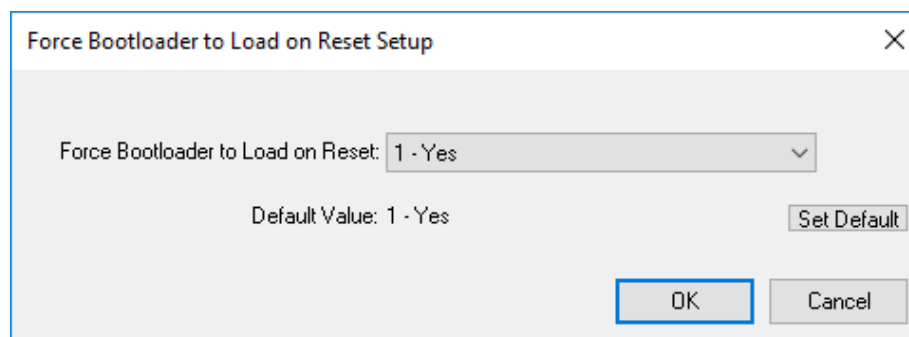 Force Bootloader to Load on Reset Setup
Force Bootloader to Load on Reset: 1 - Yes
Default Value: 1 - Yes Set Default
OK Cancel